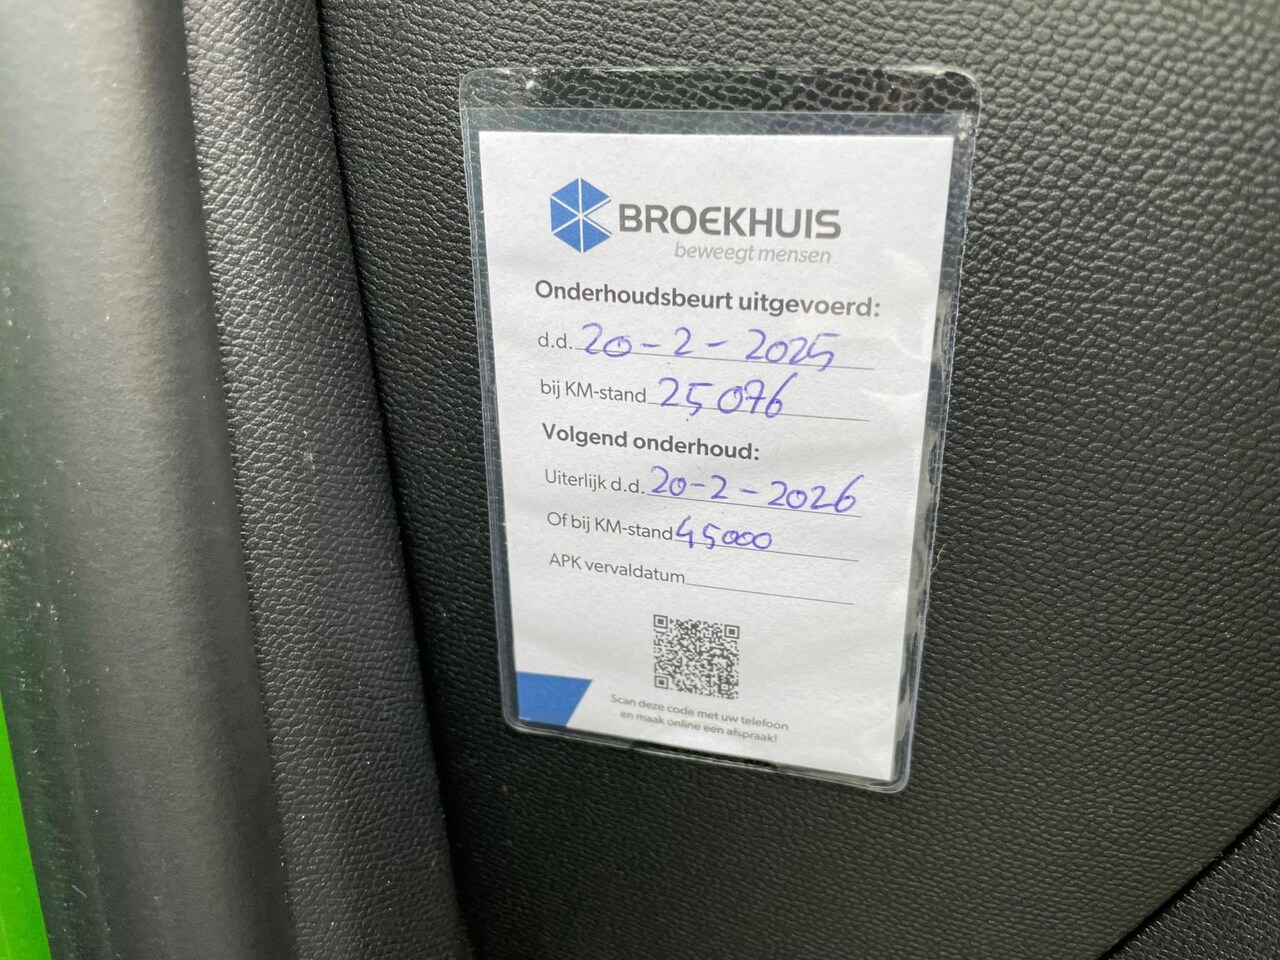 BROEKHUIS
beweegt mensen
Onderhoudsbeurt uitgevoerd:
d.d. 20-2-2025
bij KM-stand 25076
Volgend onderhoud:
Uiterlijk d.d. 20-2-2026
Of bij KM-stand 45000
APK vervaldatum
Scan deze code met uw telefoon
en maak online een afspraak!